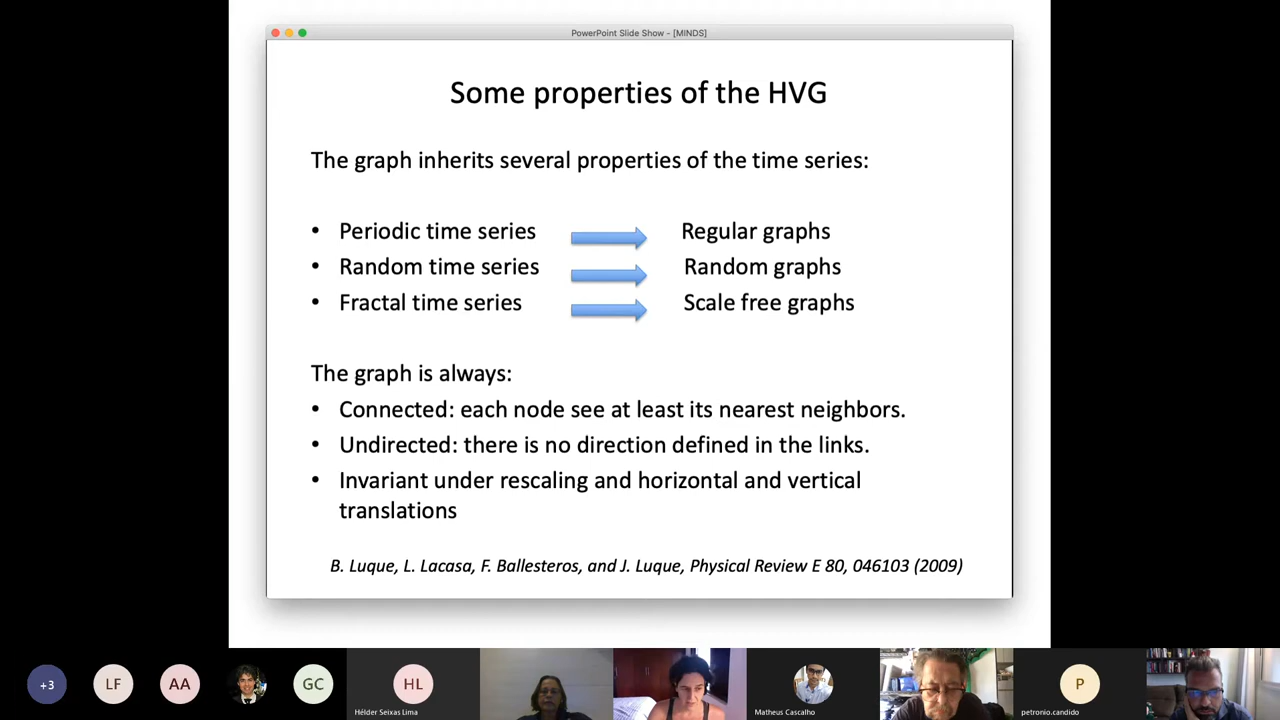 PowerPoint Slide Show - [MINDS]
Some properties of the HVG
The graph inherits several properties of the time series:
• Periodic time series Regular graphs
• Random time series Random graphs
• Fractal time series Scale free graphs
The graph is always:
• Connected: each node see at least its nearest neighbors.
• Undirected: there is no direction defined in the links.
• Invariant under rescaling and horizontal and vertical
translations
B. Luque, L. Lacasa, F. Ballesteros, and J. Luque, Physical Review E 80, 046103 (2009)
+3 LF AA GC HL P
Hélder Seixas Lima Matheus Cascalho petronio.candido